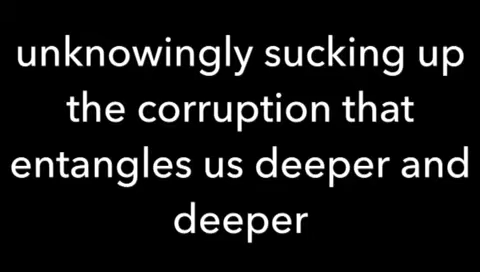 unknowingly sucking up
the corruption that
entangles us deeper and
deeper